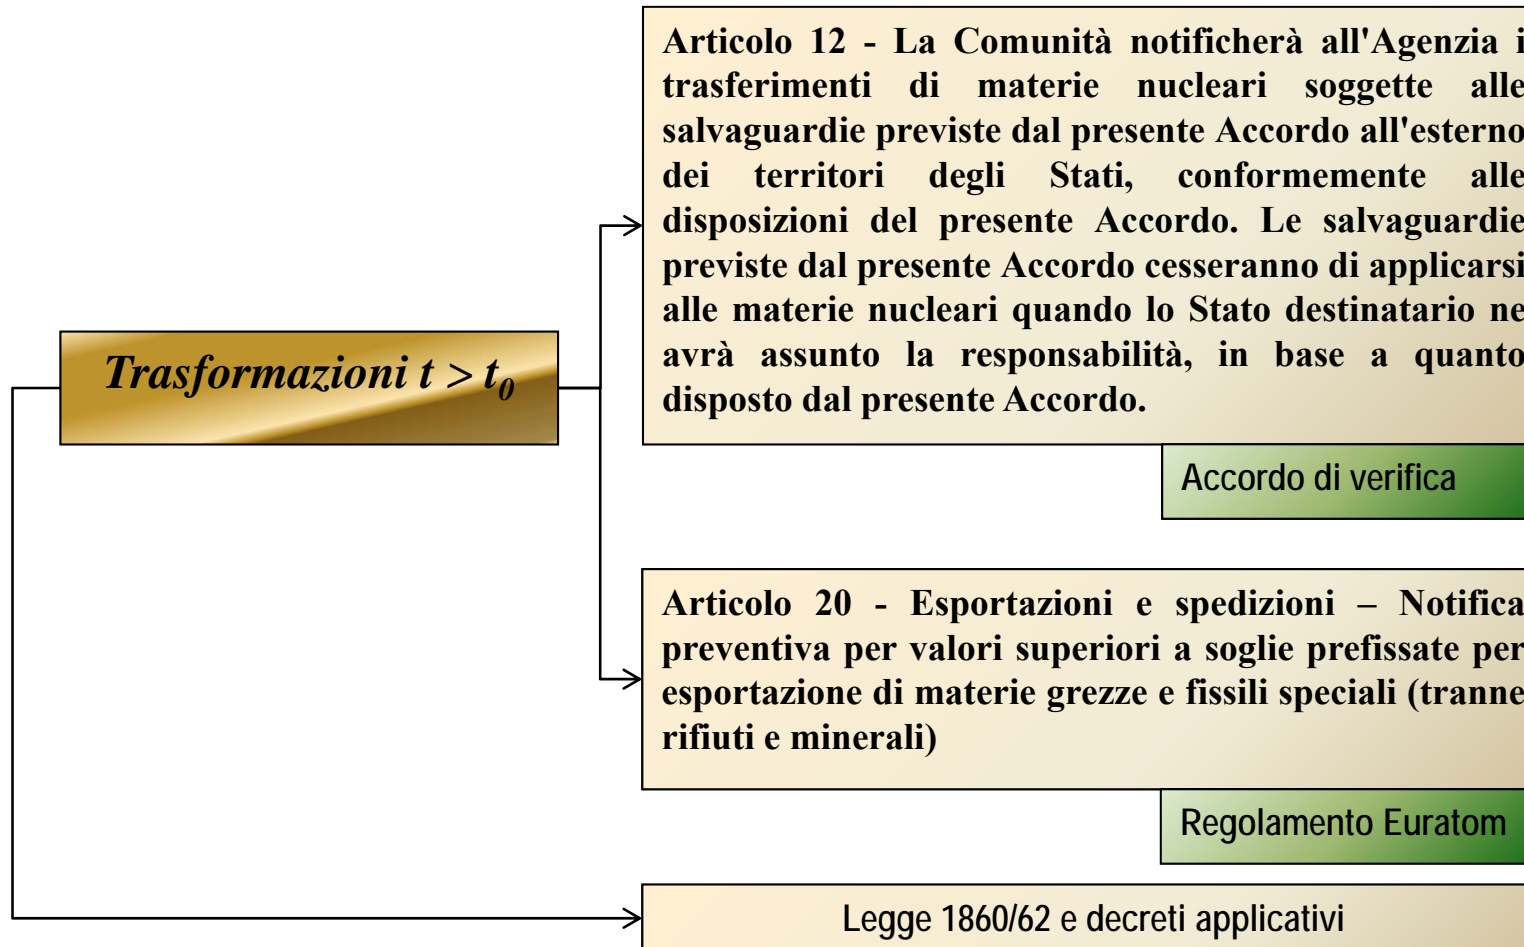 Articolo 12 - La Comunità notificherà all'Agenzia i
trasferimenti di materie nucleari soggette alle
salvaguardie previste dal presente Accordo all'esterno
dei territori degli Stati, conformemente alle
disposizioni del presente Accordo. Le salvaguardie
previste dal presente Accordo cesseranno di applicarsi
alle materie nucleari quando lo Stato destinatario ne
avrà assunto la responsabilità, in base a quanto
disposto dal presente Accordo.
Trasformazioni t > t0
Accordo di verifica
Articolo 20 - Esportazioni e spedizioni – Notifica
preventiva per valori superiori a soglie prefissate per
esportazione di materie grezze e fissili speciali (tranne
rifiuti e minerali)
Regolamento Euratom
Legge 1860/62 e decreti applicativi